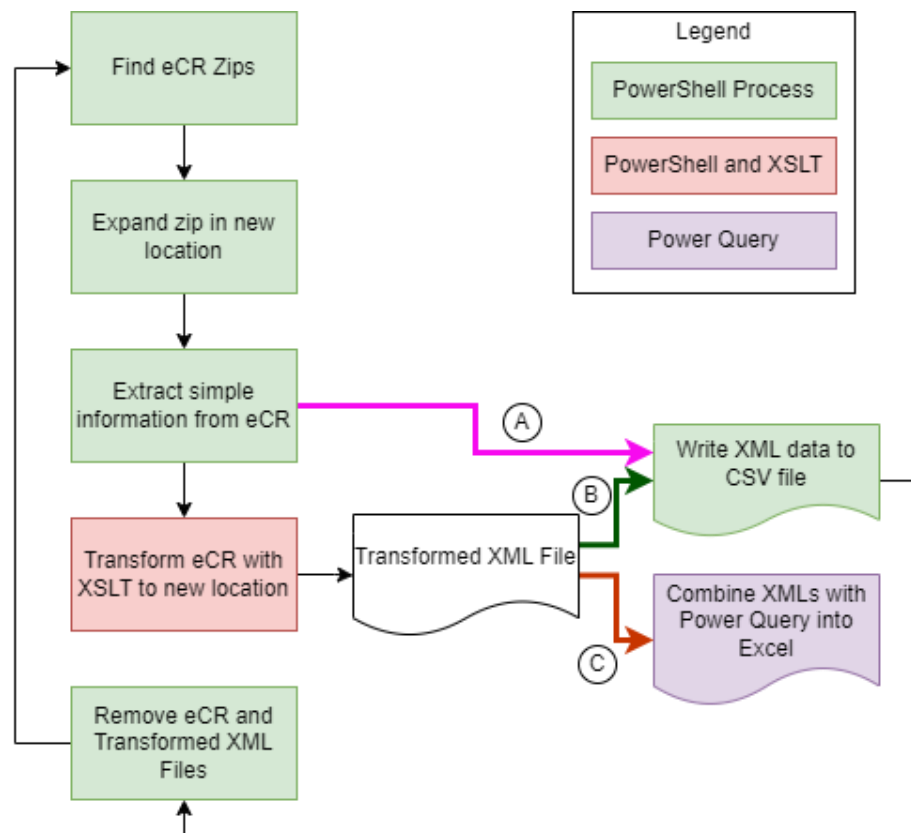 Find eCR Zips
Expand zip in new
location
Extract simple
information from eCR
Transform eCR with
XSLT to new location
Remove eCR and
Transformed XML
Files
Transformed XML File
A
B
C
Write XML data to
CSV file
Combine XMLs with
Power Query into
Excel
Legend
PowerShell Process
PowerShell and XSLT
Power Query